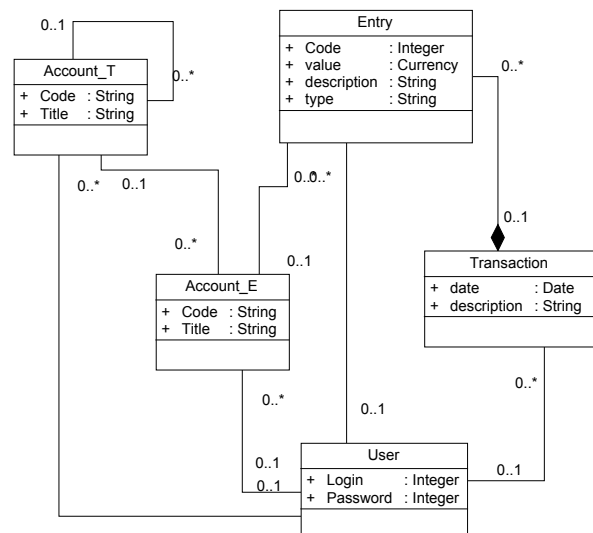 0..1
0..*
Account_T
+ Code : String
+ Title : String
Entry
+ Code : Integer
+ value : Currency
+ description : String
+ type : String
0..*
0..*
0..1
0..*
0..*
0..1
0..*
0..1
Account_E
+ Code : String
+ Title : String
Transaction
+ date : Date
+ description : String
0..*
0..*
0..1
0..1
0..1
0..1
User
+ Login : Integer
+ Password : Integer